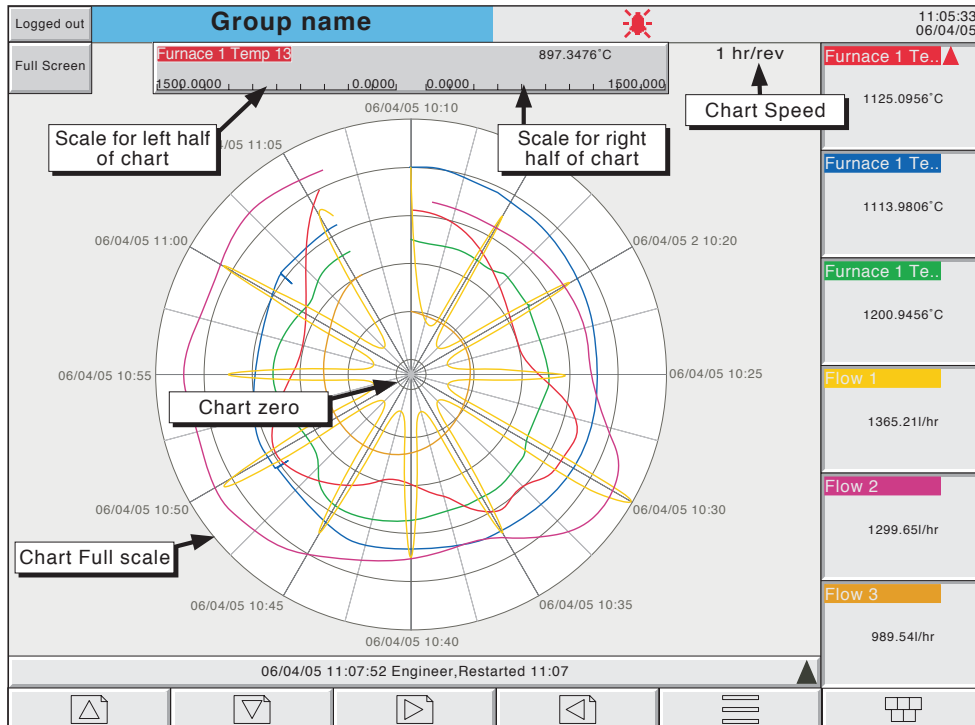 Logged out
Group name
11:05:33
06/04/05
Full Screen
Furnace 1 Temp 13
897.3476°C
1500.0000
0.0000
0.0000
1500.000
1 hr/rev
Chart Speed
Scale for left half
of chart
Scale for right
half of chart
06/04/05 10:10
/05 11:05
06/04/05 11:00
06/04/05 2 10:20
06/04/05 10:55
06/04/05 10:25
Chart zero
06/04/05 10:50
06/04/05 10:30
Chart Full scale
06/04/05 10:45
06/04/05 10:35
06/04/05 10:40
Furnace 1 Te..
1125.0956°C
Furnace 1 Te..
1113.9806°C
Furnace 1 Te..
1200.9456°C
Flow 1
1365.21l/hr
Flow 2
1299.65l/hr
Flow 3
989.54l/hr
06/04/05 11:07:52 Engineer,Restarted 11:07